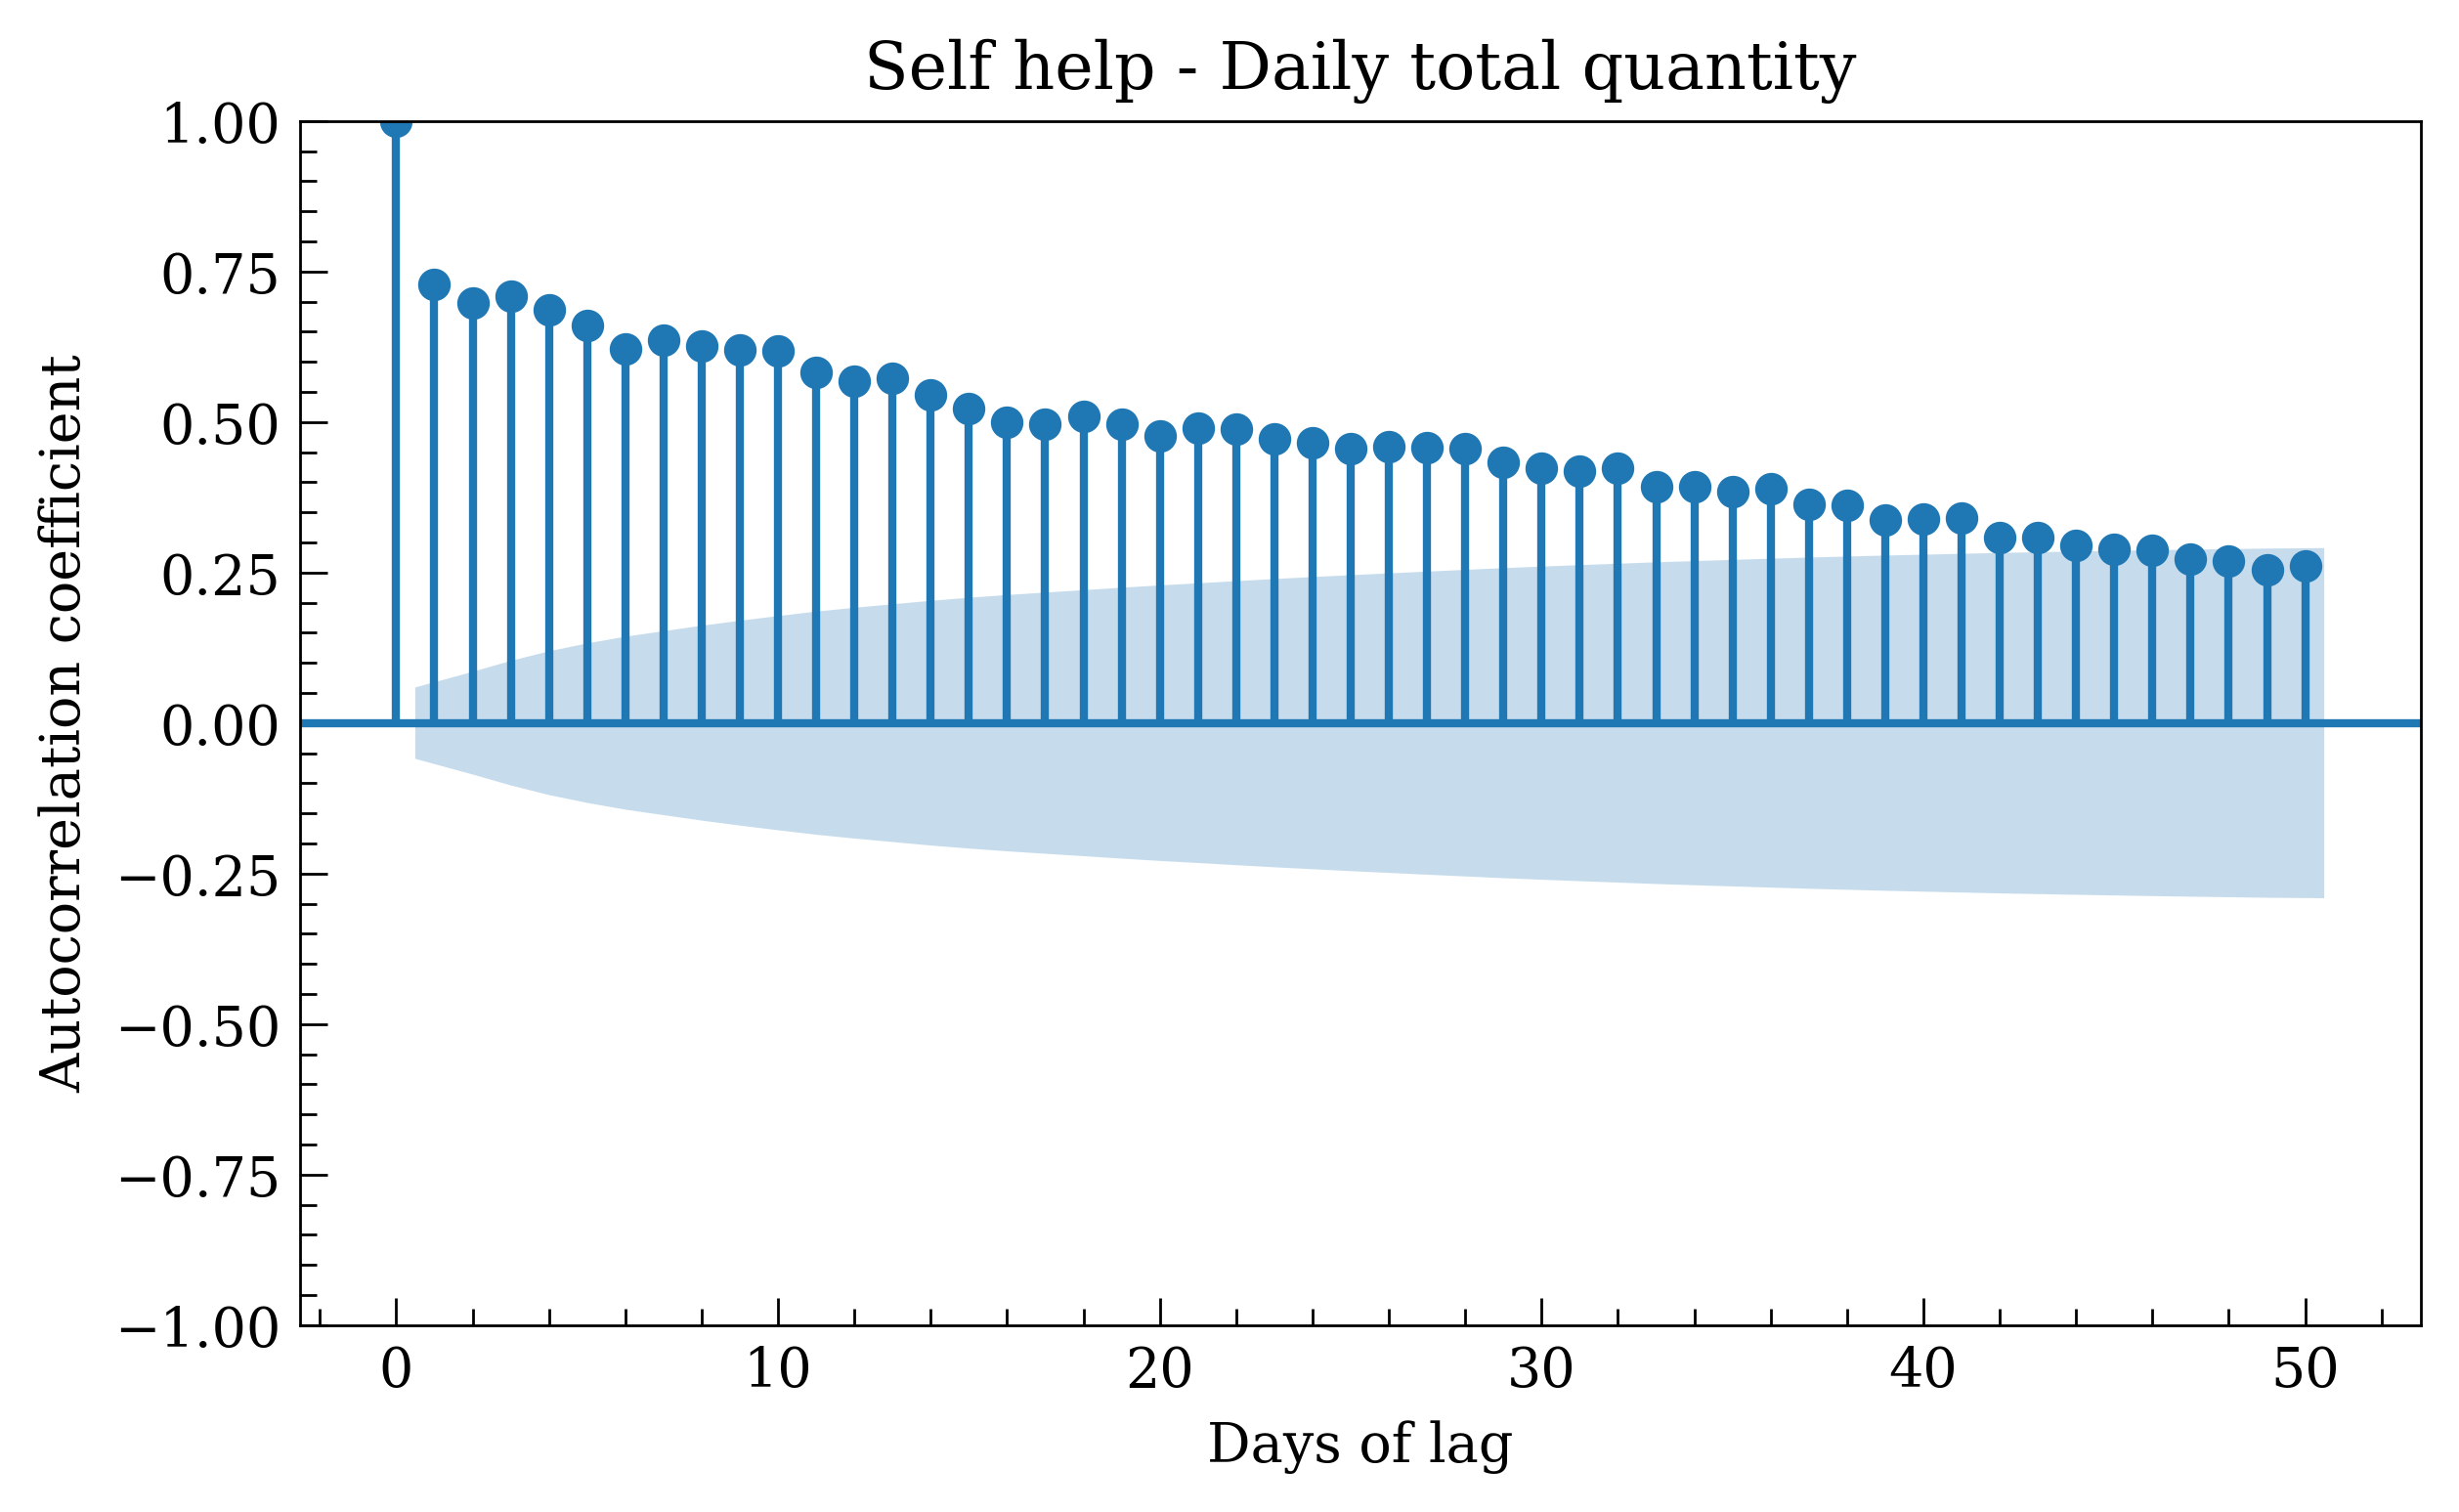 Self help - Daily total quantity
Autocorrelation coefficient
1.00
0.75
0.50
0.25
0.00
−0.25
−0.50
−0.75
−1.00
0 10 20 30 40 50
Days of lag